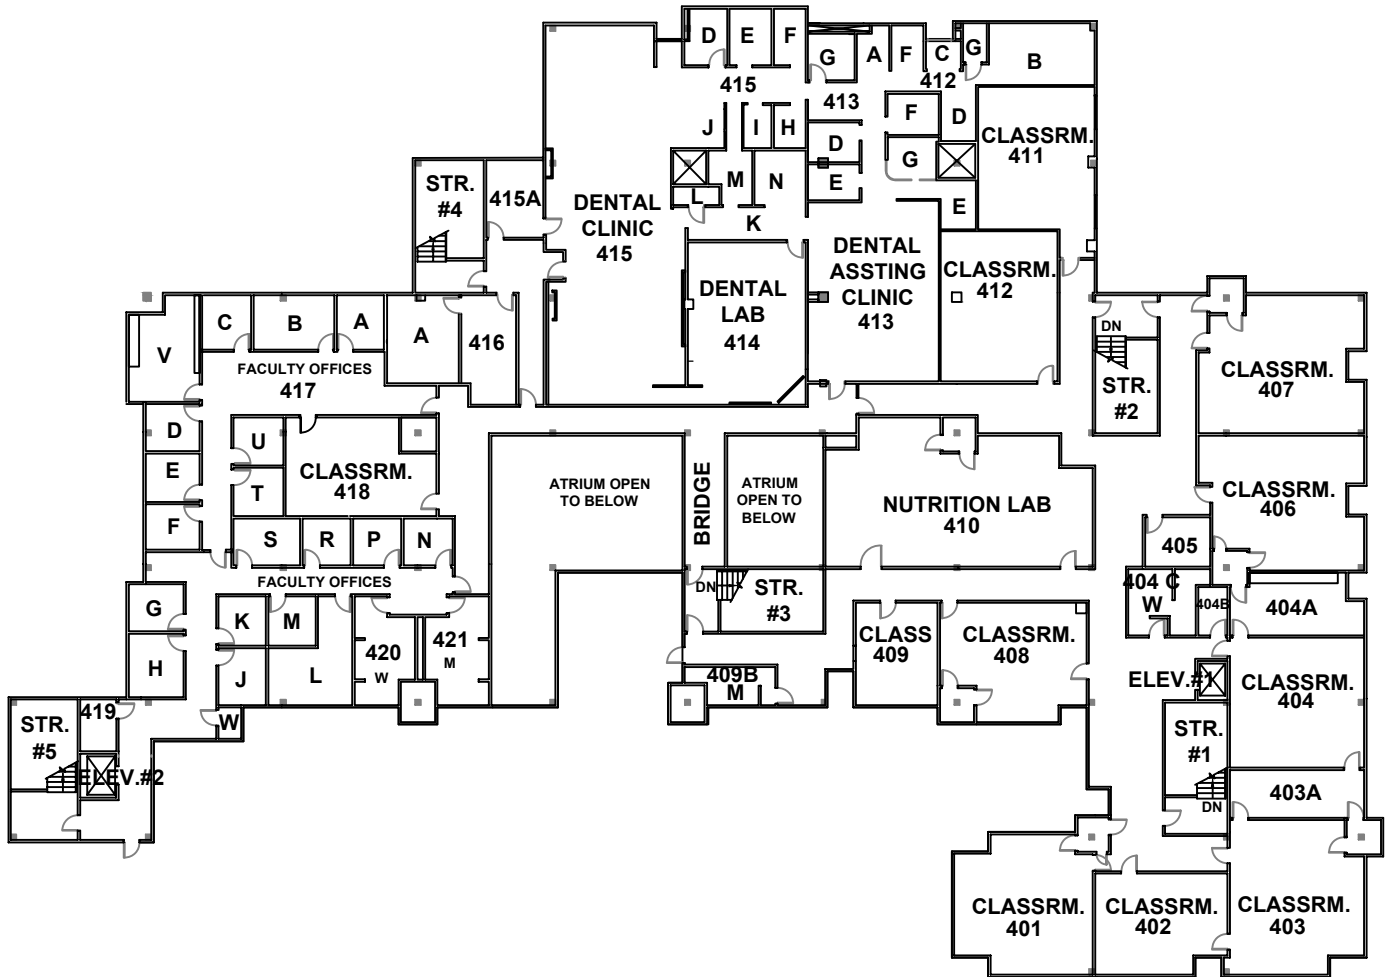 D
E
F
G
A
F
C
G
B
412
415
413
J
I
H
F
D
D
G
CLASSRM.
411
E
M
N
L
K
E
STR.
#4
415A
DENTAL
CLINIC
415
DENTAL
LAB
414
DENTAL
ASSTING
CLINIC
413
CLASSRM.
412
V
C
B
A
A
416
FACULTY OFFICES
417
DN
STR.
#2
CLASSRM.
407
D
E
F
U
T
CLASSRM.
418
S
R
P
N
ATRIUM OPEN
TO BELOW
BRIDGE
ATRIUM
OPEN TO
BELOW
NUTRITION LAB
410
CLASSRM.
406
405
FACULTY OFFICES
DN
STR.
#3
404 C
W
404B
404A
G
H
K
J
M
L
420
W
421
M
409B
M
CLASS
409
CLASSRM.
408
ELEV.#1
CLASSRM.
404
STR.
#5
419
W
ELEV.#2
STR.
#1
DN
403A
CLASSRM.
401
CLASSRM.
402
CLASSRM.
403